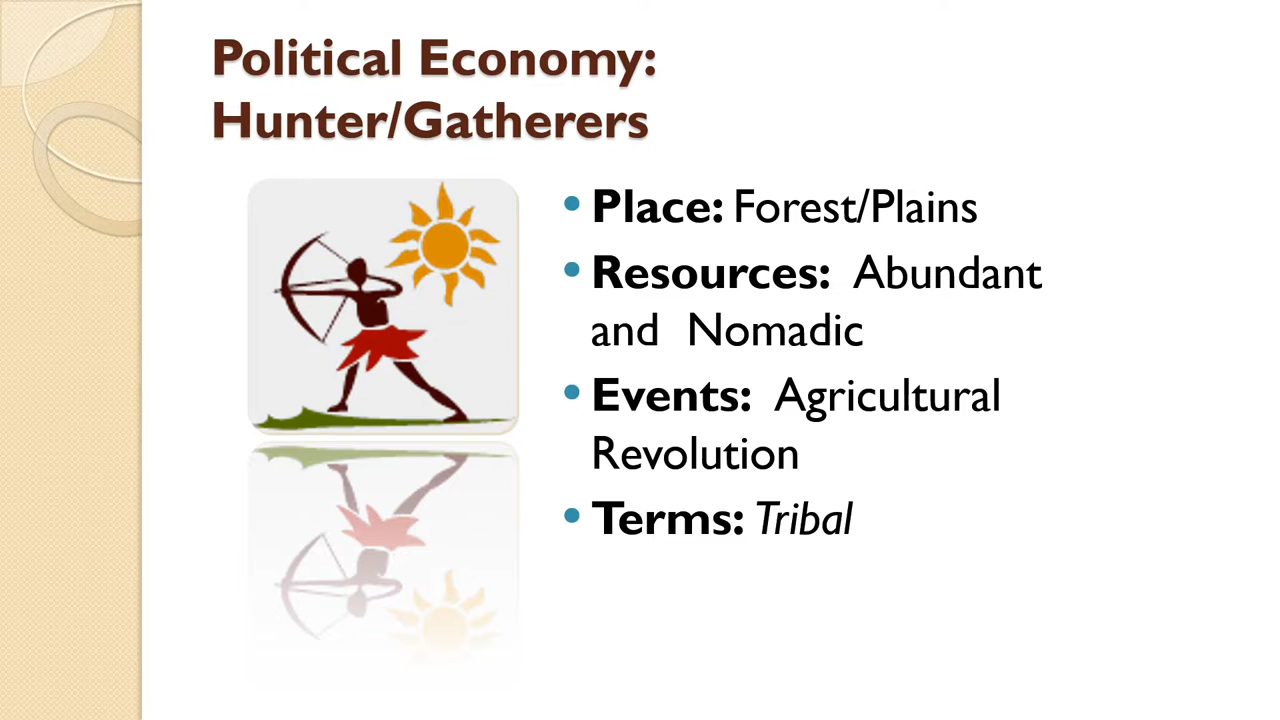 Political Economy:
Hunter/Gatherers
• Place: Forest/Plains
• Resources: Abundant
and Nomadic
• Events: Agricultural
Revolution
• Terms: Tribal